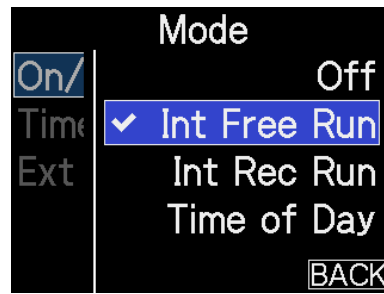 Mode
On/
Off
Time
Int Free Run
Ext
Int Rec Run
Time of Day
BACK